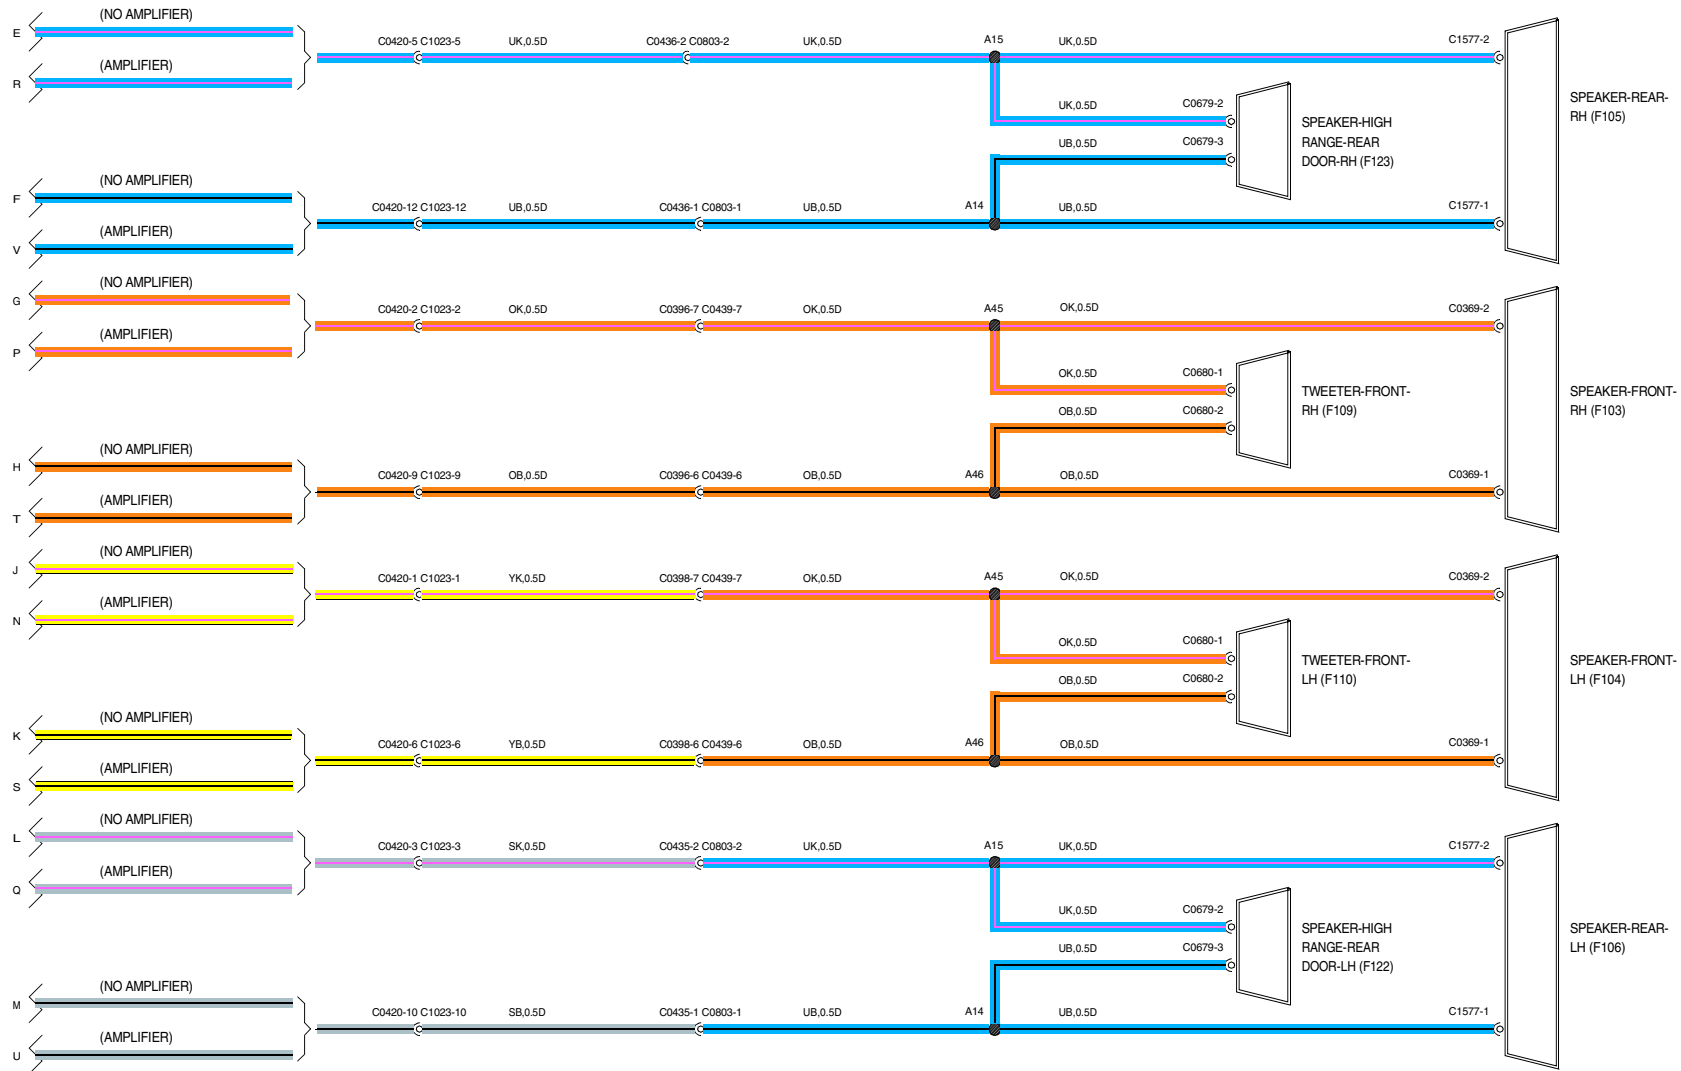 (NO AMPLIFIER)
E
C0420-5 C1023-5 UK,0.5D C0436-2 C0803-2 UK,0.5D A15 UK,0.5D C1577-2
(AMPLIFIER)
R
UK,0.5D C0679-2
SPEAKER-REAR-
RH (F105)
SPEAKER-HIGH
RANGE-REAR
DOOR-RH (F123)
UB,0.5D C0679-3
(NO AMPLIFIER)
F
C0420-12 C1023-12 UB,0.5D C0436-1 C0803-1 UB,0.5D A14 UB,0.5D C1577-1
(AMPLIFIER)
V
(NO AMPLIFIER)
G
C0420-2 C1023-2 OK,0.5D C0396-7 C0439-7 OK,0.5D A45 OK,0.5D C0369-2
(AMPLIFIER)
P
OK,0.5D C0680-1
TWEETER-FRONT-
RH (F109)
SPEAKER-FRONT-
RH (F103)
OB,0.5D C0680-2
(NO AMPLIFIER)
H
C0420-9 C1023-9 OB,0.5D C0396-6 C0439-6 OB,0.5D A46 OB,0.5D C0369-1
(AMPLIFIER)
T
(NO AMPLIFIER)
J
C0420-1 C1023-1 YK,0.5D C0398-7 C0439-7 OK,0.5D A45 OK,0.5D C0369-2
(AMPLIFIER)
N
OK,0.5D C0680-1
TWEETER-FRONT-
LH (F110)
SPEAKER-FRONT-
LH (F104)
OB,0.5D C0680-2
(NO AMPLIFIER)
K
C0420-6 C1023-6 YB,0.5D C0398-6 C0439-6 OB,0.5D A46 OB,0.5D C0369-1
(AMPLIFIER)
S
(NO AMPLIFIER)
L
C0420-3 C1023-3 SK,0.5D C0435-2 C0803-2 UK,0.5D A15 UK,0.5D C1577-2
(AMPLIFIER)
Q
UK,0.5D C0679-2
SPEAKER-HIGH
RANGE-REAR
DOOR-LH (F122)
SPEAKER-REAR-
LH (F106)
UB,0.5D C0679-3
(NO AMPLIFIER)
M
C0420-10 C1023-10 SB,0.5D C0435-1 C0803-1 UB,0.5D A14 UB,0.5D C1577-1
(AMPLIFIER)
U